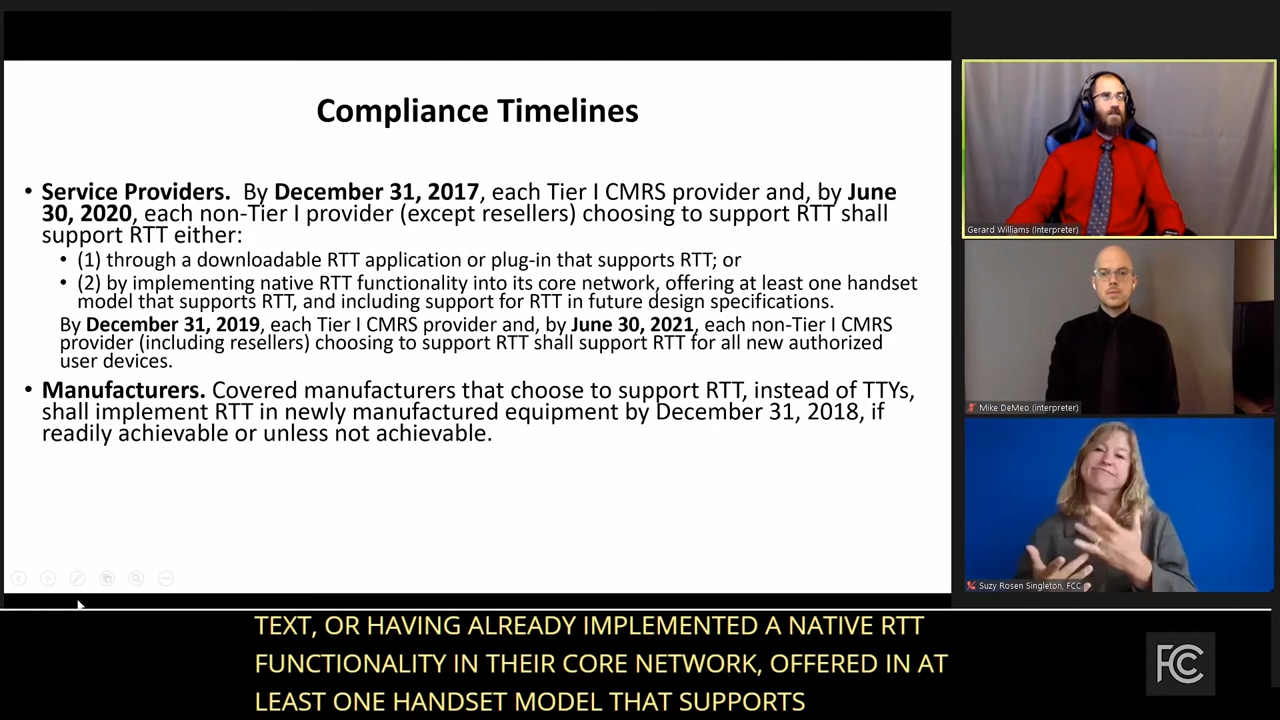 Compliance Timelines
• Service Providers. By December 31, 2017, each Tier I CMRS provider and, by June
30, 2020, each non-Tier I provider (except resellers) choosing to support RTT shall
support RTT either:
• (1) through a downloadable RTT application or plug-in that supports RTT; or
• (2) by implementing native RTT functionality into its core network, offering at least one handset
model that supports RTT, and including support for RTT in future design specifications.
By December 31, 2019, each Tier I CMRS provider and, by June 30, 2021, each non-Tier I CMRS
provider (including resellers) choosing to support RTT shall support RTT for all new authorized
user devices.
• Manufacturers. Covered manufacturers that choose to support RTT, instead of TTYs,
shall implement RTT in newly manufactured equipment by December 31, 2018, if
readily achievable or unless not achievable.
Gerard Williams (Interpreter)
Mike DeMeo (interpreter)
Suzy Rosen Singleton, FCC
TEXT, OR HAVING ALREADY IMPLEMENTED A NATIVE RTT
FUNCTIONALITY IN THEIR CORE NETWORK, OFFERED IN AT
LEAST ONE HANDSET MODEL THAT SUPPORTS
FCC